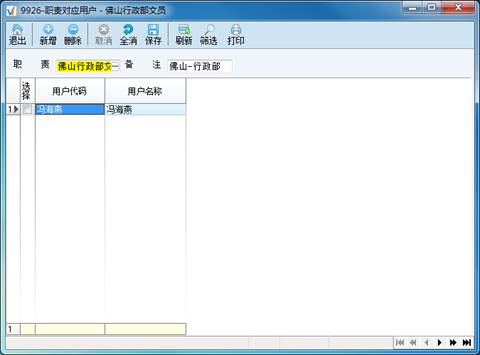 9926-职责对应用户 - 佛山行政部文员
退出 新增 删除 取消 全消 保存 刷新 筛选 打印
职 责 佛山行政部文 ... 备 注 佛山-行政部
选择 用户代码 用户名称
1 冯海燕 冯海燕
1